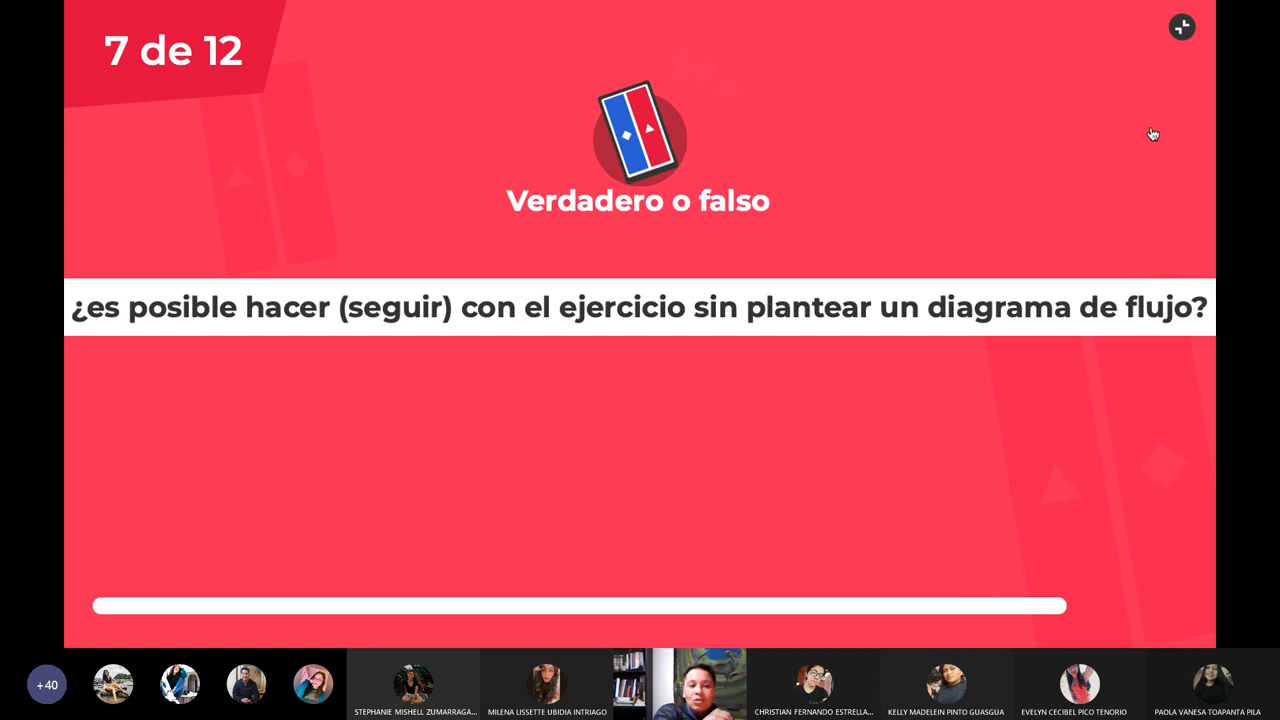 7 de 12
Verdadero o falso
¿es posible hacer (seguir) con el ejercicio sin plantear un diagrama de flujo?
+40
STEPHANIE MISHELL ZUMARRAGA...
MILENA LISSETTE UBIDIA INTRIAGO
CHRISTIAN FERNANDO ESTRELLA...
KELLY MADELEIN PINTO GUASGUA
EVELYN CECIBEL PICO TENORIO
PAOLA VANESA TOAPANTA PILA